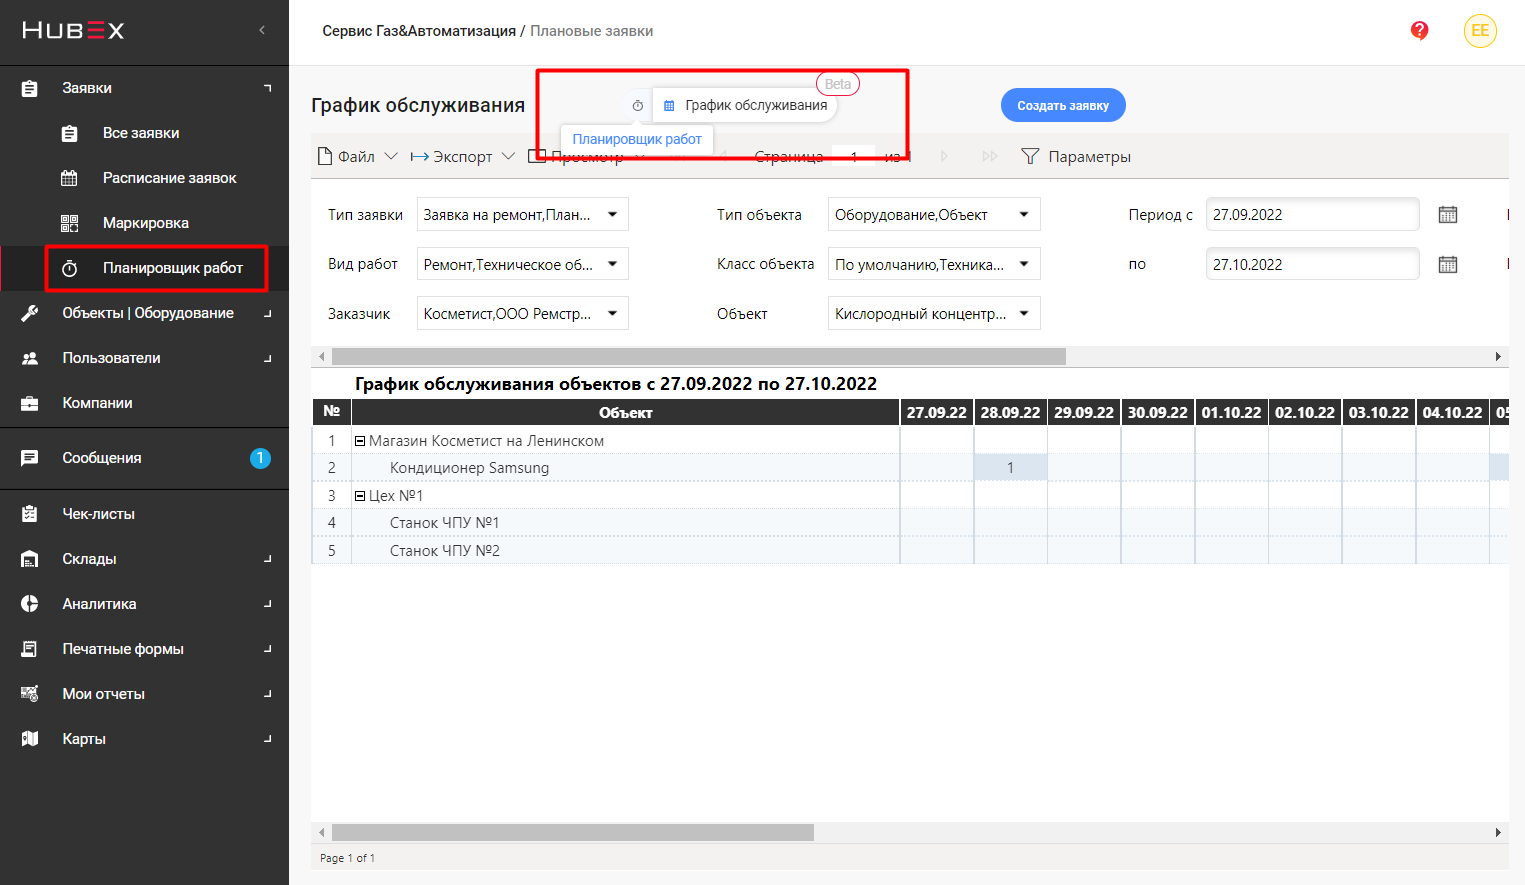 HUBEX
Сервис Газ&Автоматизация / Плановые заявки
?
EE
Заявки
Все заявки
Расписание заявок
Маркировка
Планировщик работ
Объекты | Оборудование
Пользователи
Компании
Сообщения
1
Чек-листы
Склады
Аналитика
Печатные формы
Мои отчеты
Карты
График обслуживания
График обслуживания
Beta
Планировщик работ
Создать заявку
Файл
Экспорт
Просмотр
Страница 1 из 1
Параметры
Тип заявки Заявка на ремонт,План...
Тип объекта Оборудование,Объект
Период с 27.09.2022
Вид работ Ремонт,Техническое об...
Класс объекта По умолчанию,Техника...
по 27.10.2022
Заказчик Косметист,ООО Ремстр...
Объект Кислородный концентр...
График обслуживания объектов с 27.09.2022 по 27.10.2022
№ Объект 27.09.22 28.09.22 29.09.22 30.09.22 01.10.22 02.10.22 03.10.22 04.10.22 05
1 Магазин Косметист на Ленинском
2 Кондиционер Samsung 1
3 Цех №1
4 Станок ЧПУ №1
5 Станок ЧПУ №2
Page 1 of 1